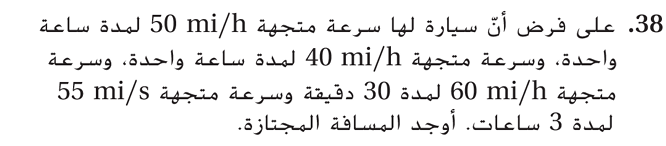 38. على فرض أنّ سيارة لها سرعة متجهة 50 mi/h لمدة ساعة
واحدة، وسرعة متجهة 40 mi/h لمدة ساعة واحدة، وسرعة
متجهة 60 mi/h لمدة 30 دقيقة وسرعة متجهة 55 mi/s
لمدة 3 ساعات. أوجد المسافة المجتازة.